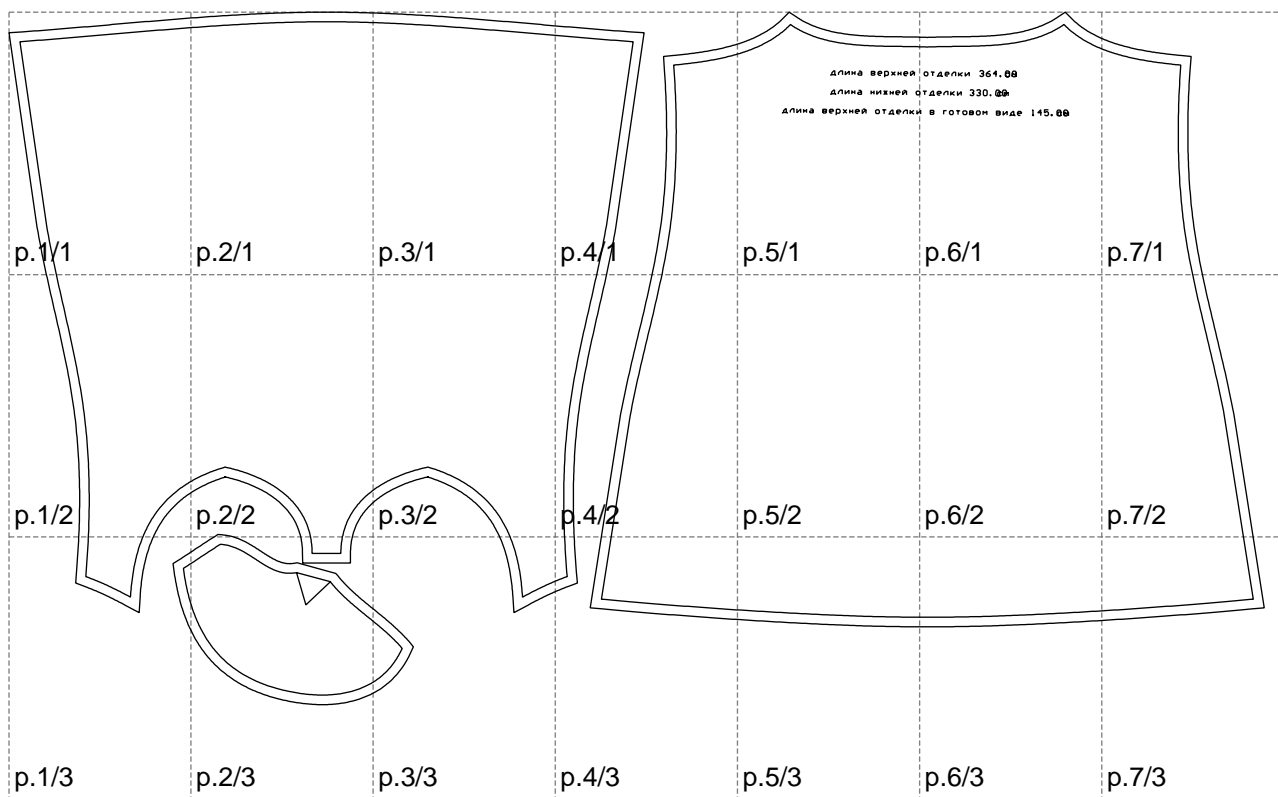 длина верхней отделки 364.00
длина нижней отделки 330.00
длина верхней отделки в готовом виде 145.00
p.1/1 p.2/1 p.3/1 p.4/1 p.5/1 p.6/1 p.7/1
p.1/2 p.2/2 p.3/2 p.4/2 p.5/2 p.6/2 p.7/2
p.1/3 p.2/3 p.3/3 p.4/3 p.5/3 p.6/3 p.7/3